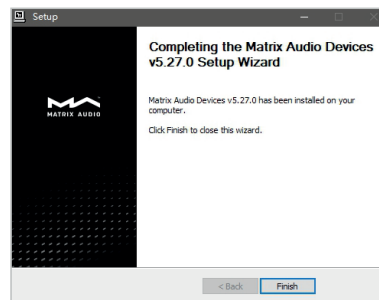 Setup
Completing the Matrix Audio Devices
v5.27.0 Setup Wizard
MATRIX AUDIO
Matrix Audio Devices v5.27.0 has been installed on your
computer.
Click Finish to close this wizard.
< Back
Finish